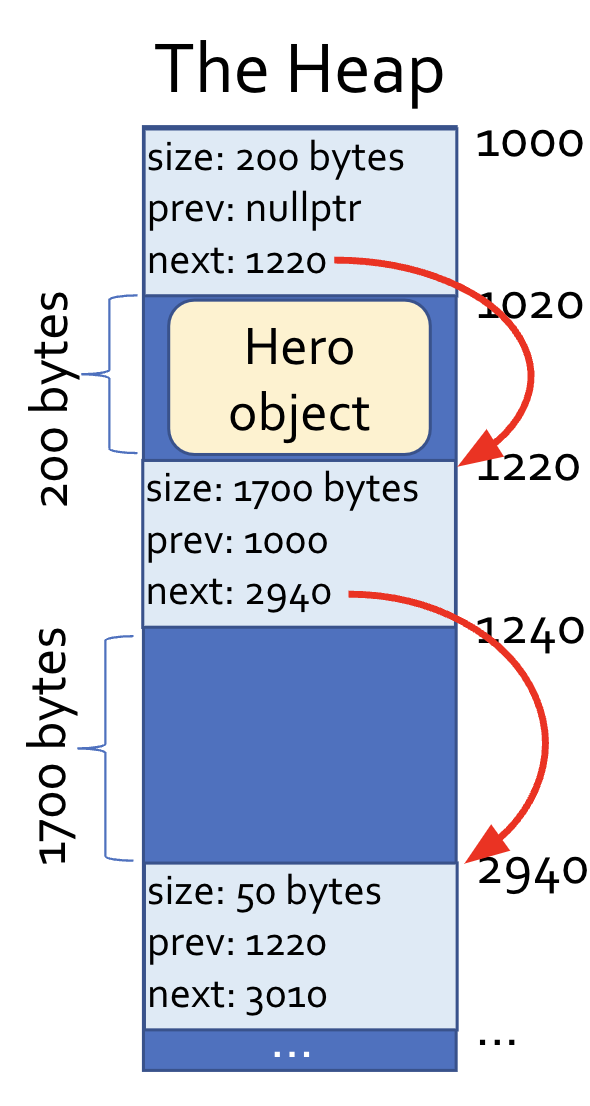 The Heap
1000
size: 200 bytes
prev: nullptr
next: 1220
1020
200 bytes
Hero
object
1220
size: 1700 bytes
prev: 1000
next: 2940
1240
1700 bytes
2940
size: 50 bytes
prev: 1220
next: 3010
...
...